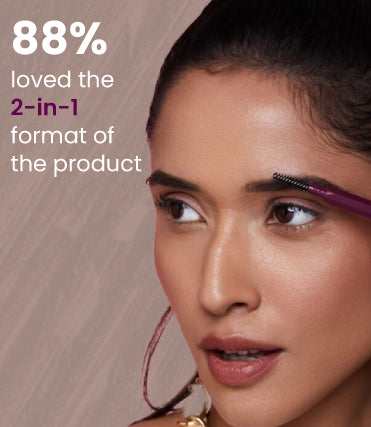 88%
loved the
2-in-1
format of
the product